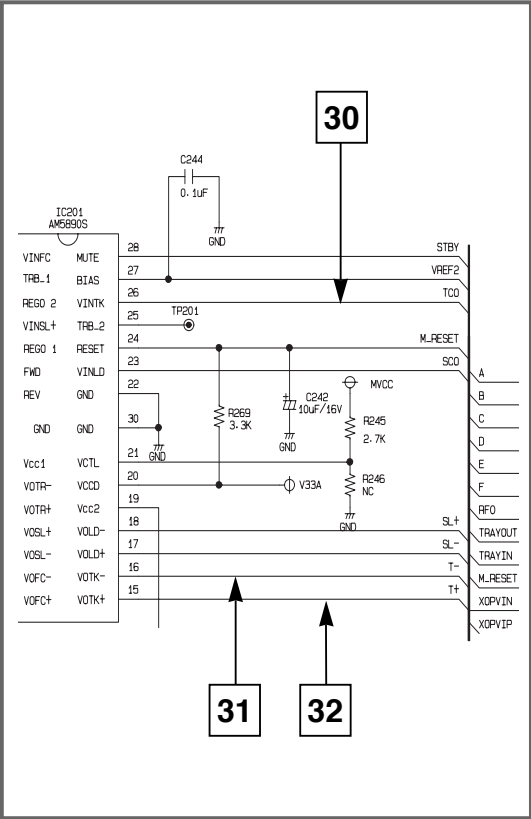 30
C244
0.1uF
GND
IC201
AM5890S
VINFC MUTE 28 STBY
TRB_1 BIAS 27 VREF2
REGO 2 VINTK 26 TCO
VINSL+ TRB_2 25 TP201
REGO 1 RESET 24 M_RESET
FWD VINLD 23 SCO
REV GND 22
GND GND 30
GND
Vcc1 VCTL 21
VOTR- VCCD 20 V33A
VOTR+ Vcc2 19
VOSL+ VOLD- 18 SL+
VOSL- VOLD+ 17 SL-
VOFC- VOTK- 16 T-
VOFC+ VOTK+ 15 T+
R269
3.3K
C242
+
10uF/16V
GND
MVCC
R245
2.7K
R246
NC
GND
A
B
C
D
E
F
RFO
TRAYOUT
TRAYIN
M_RESET
XOPVIN
XOPVIP
31
32